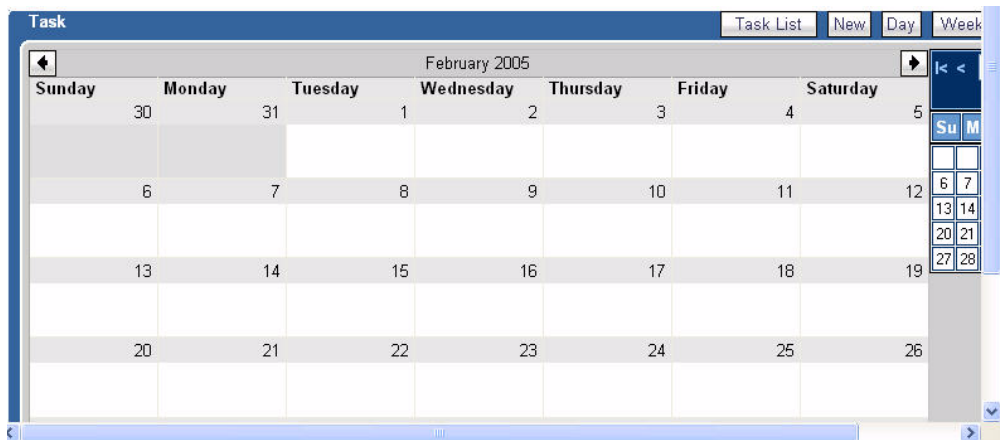 Task Task List New Day Week
February 2005
|< <
Sunday Monday Tuesday Wednesday Thursday Friday Saturday
30 31 1 2 3 4 5
Su M
6 7 8 9 10 11 12
6 7
13 14
20 21
27 28
13 14 15 16 17 18 19
20 21 22 23 24 25 26